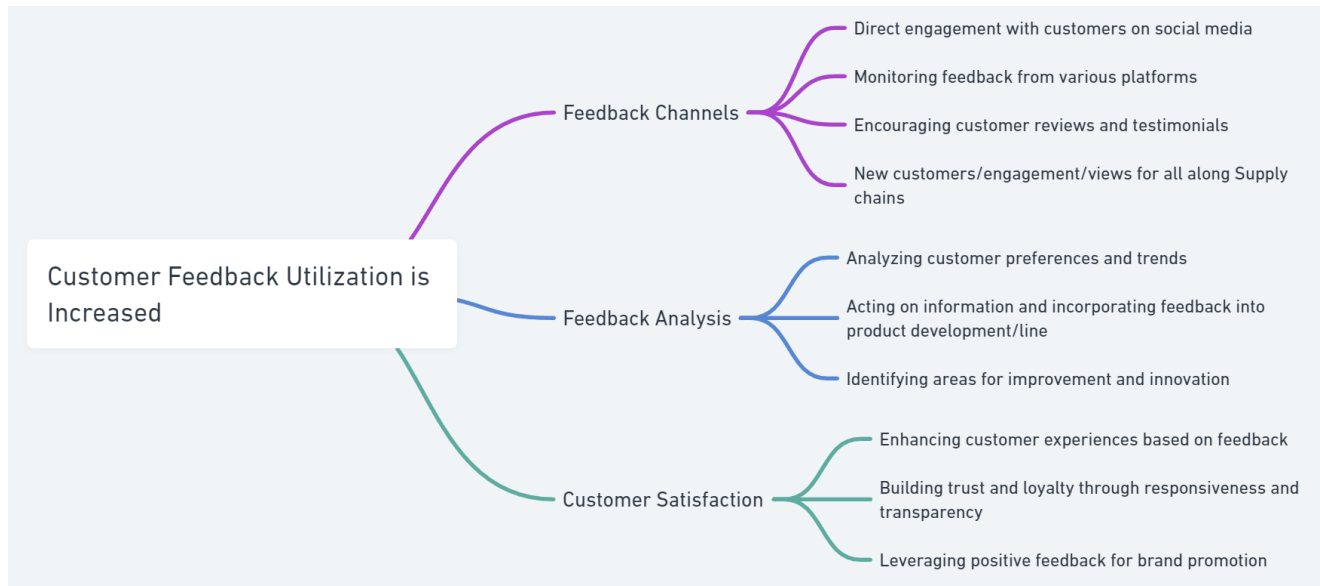 Direct engagement with customers on social media
Monitoring feedback from various platforms
Feedback Channels
Encouraging customer reviews and testimonials
New customers/engagement/views for all along Supply
chains
Customer Feedback Utilization is
Increased
Analyzing customer preferences and trends
Feedback Analysis
Acting on information and incorporating feedback into
product development/line
Identifying areas for improvement and innovation
Enhancing customer experiences based on feedback
Customer Satisfaction
Building trust and loyalty through responsiveness and
transparency
Leveraging positive feedback for brand promotion